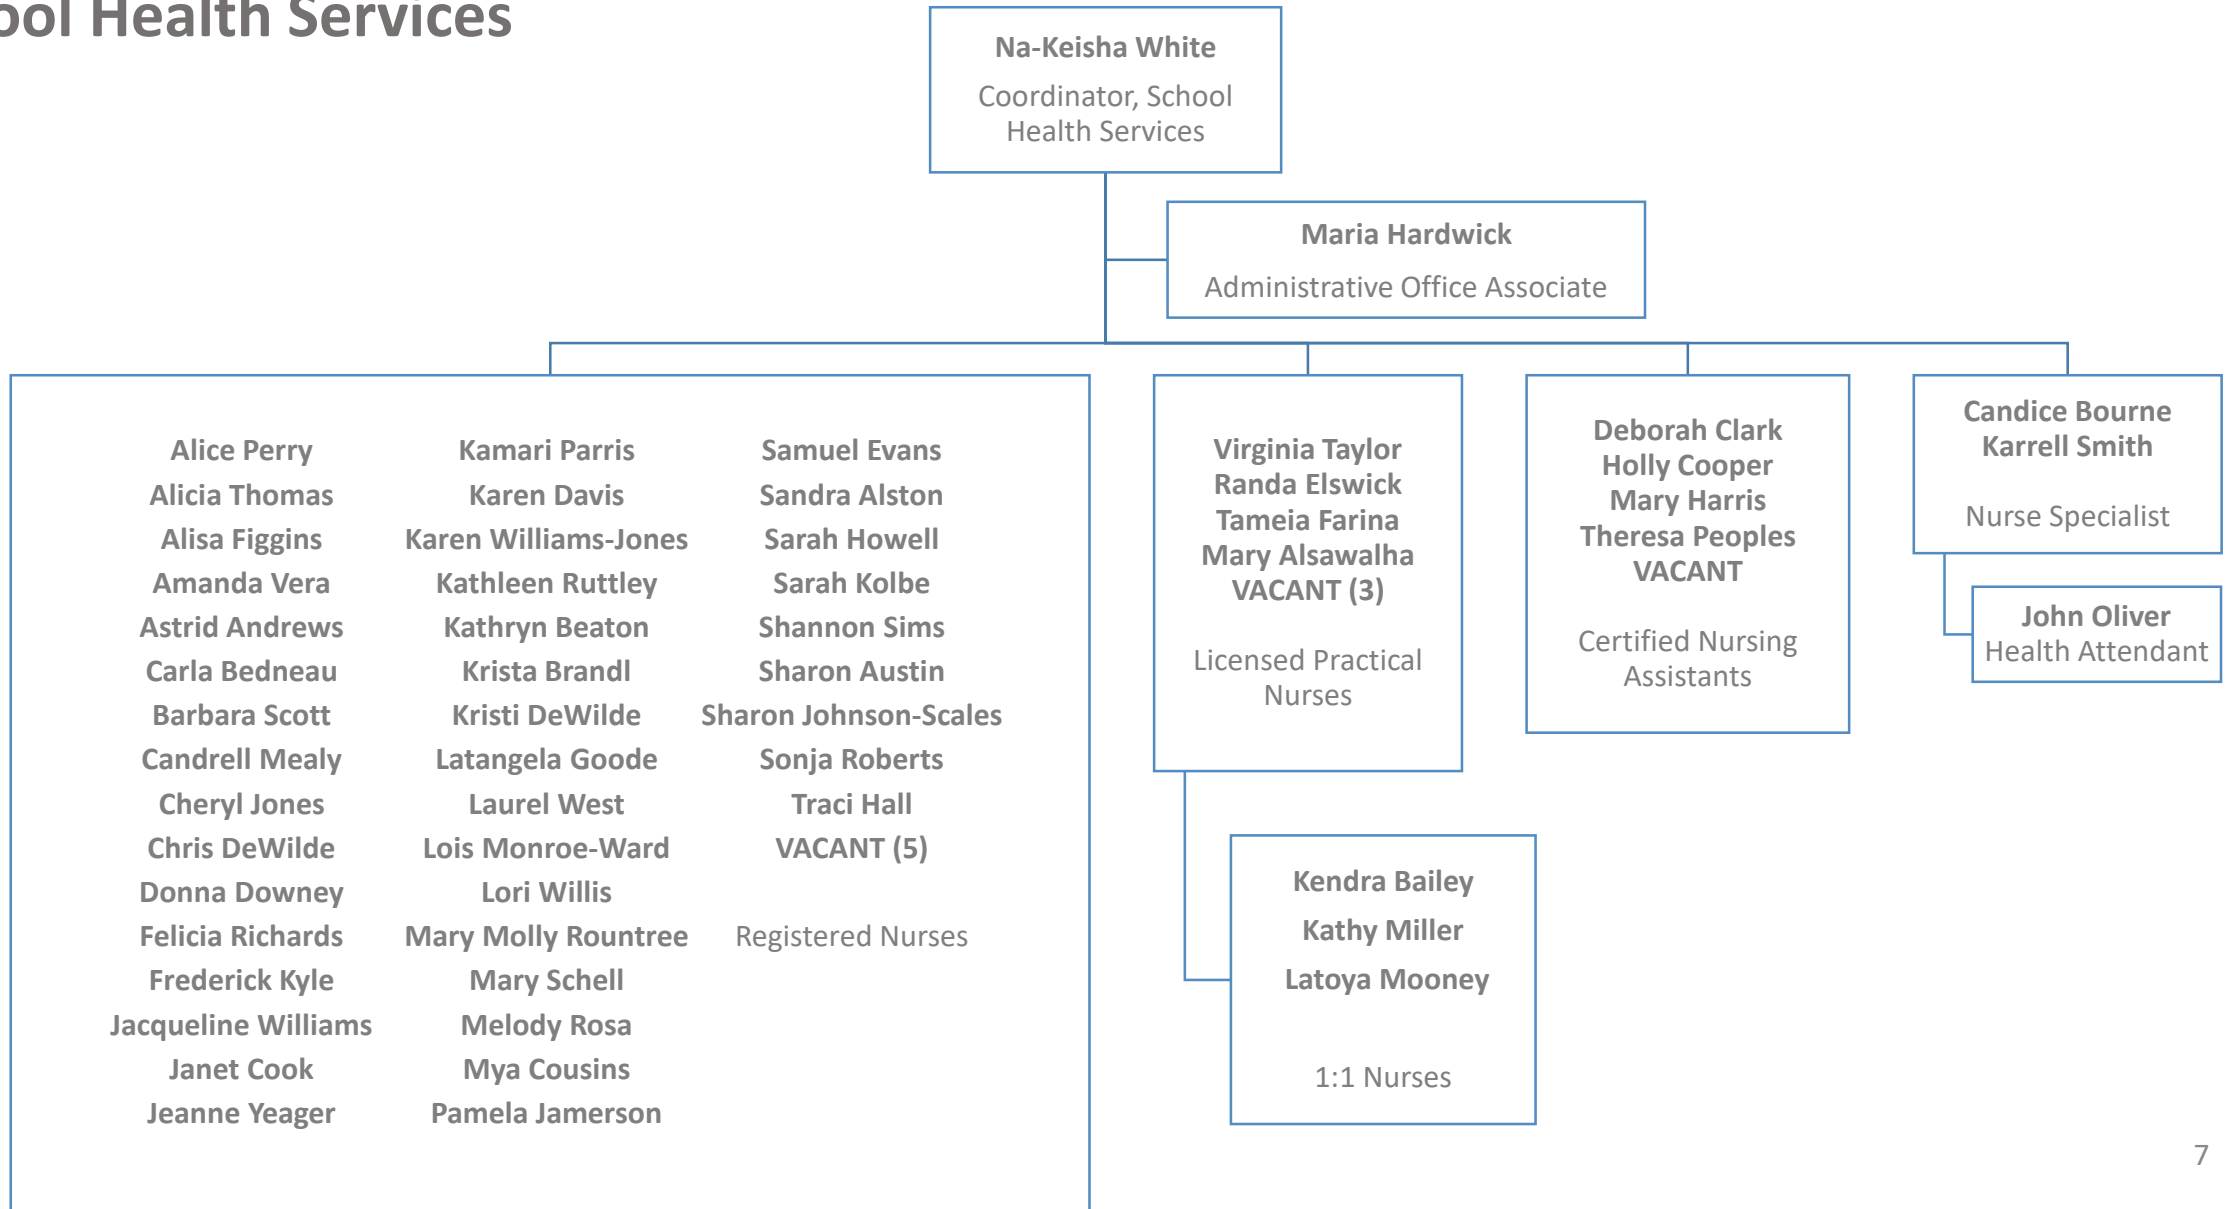 ool Health Services
Na-Keisha White
Coordinator, School
Health Services
Maria Hardwick
Administrative Office Associate
Alice Perry
Alicia Thomas
Alisa Figgins
Amanda Vera
Astrid Andrews
Carla Bedneau
Barbara Scott
Candrell Mealy
Cheryl Jones
Chris DeWilde
Donna Downey
Felicia Richards
Frederick Kyle
Jacqueline Williams
Janet Cook
Jeanne Yeager
Kamari Parris
Karen Davis
Karen Williams-Jones
Kathleen Ruttley
Kathryn Beaton
Krista Brandl
Kristi DeWilde
Latangela Goode
Laurel West
Lois Monroe-Ward
Lori Willis
Mary Molly Rountree
Mary Schell
Melody Rosa
Mya Cousins
Pamela Jamerson
Samuel Evans
Sandra Alston
Sarah Howell
Sarah Kolbe
Shannon Sims
Sharon Austin
Sharon Johnson-Scales
Sonja Roberts
Traci Hall
VACANT (5)
Registered Nurses
Virginia Taylor
Randa Elswick
Tameia Farina
Mary Alsawalha
VACANT (3)
Licensed Practical
Nurses
Kendra Bailey
Kathy Miller
Latoya Mooney
1:1 Nurses
Deborah Clark
Holly Cooper
Mary Harris
Theresa Peoples
VACANT
Certified Nursing
Assistants
Candice Bourne
Karrell Smith
Nurse Specialist
John Oliver
Health Attendant
7